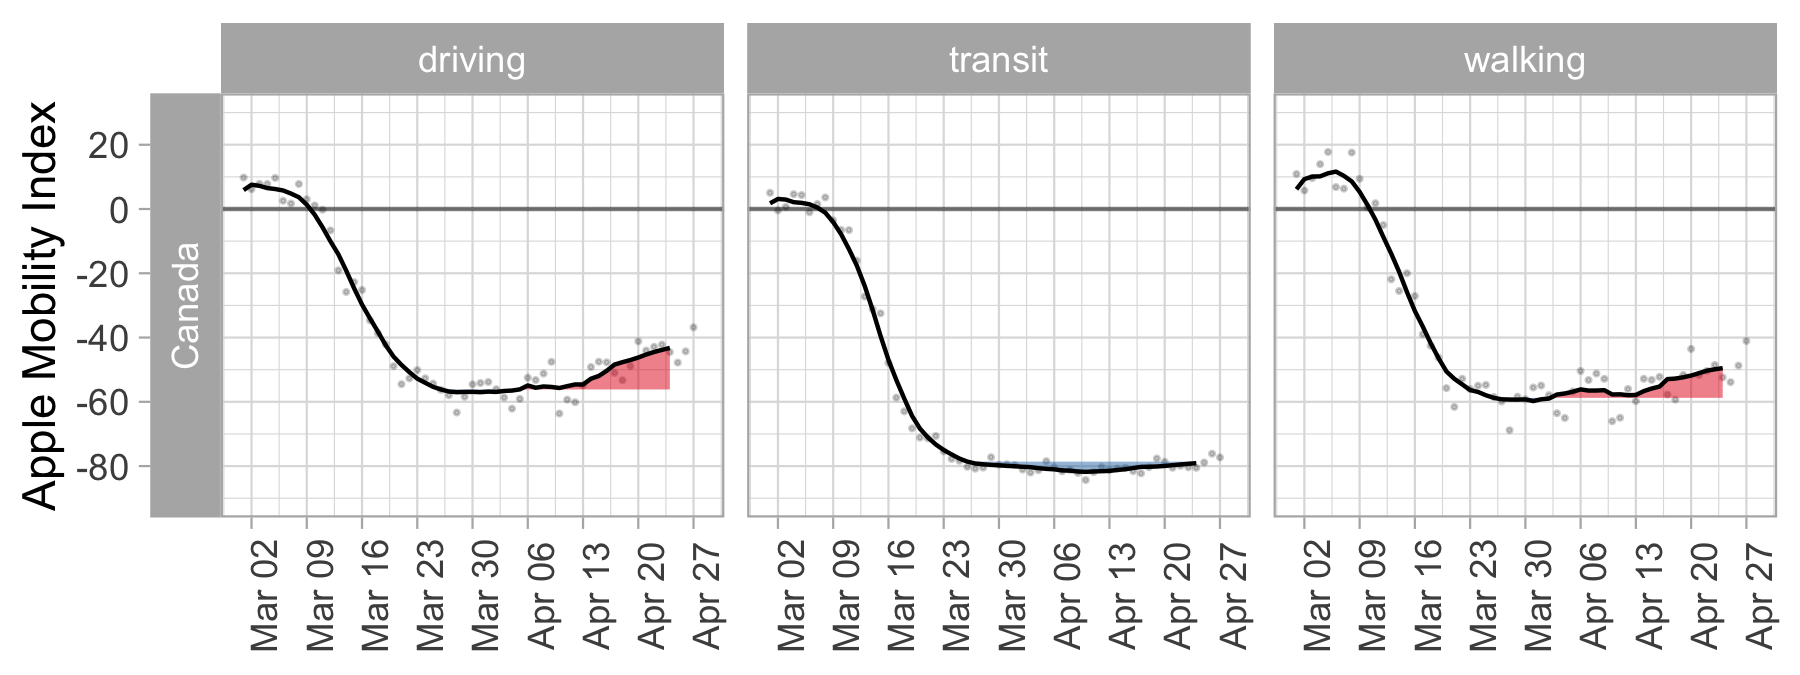 driving
transit
walking
Apple Mobility Index
Canada
20
0
-20
-40
-60
-80
Mar 02
Mar 09
Mar 16
Mar 23
Mar 30
Apr 06
Apr 13
Apr 20
Apr 27
Mar 02
Mar 09
Mar 16
Mar 23
Mar 30
Apr 06
Apr 13
Apr 20
Apr 27
Mar 02
Mar 09
Mar 16
Mar 23
Mar 30
Apr 06
Apr 13
Apr 20
Apr 27